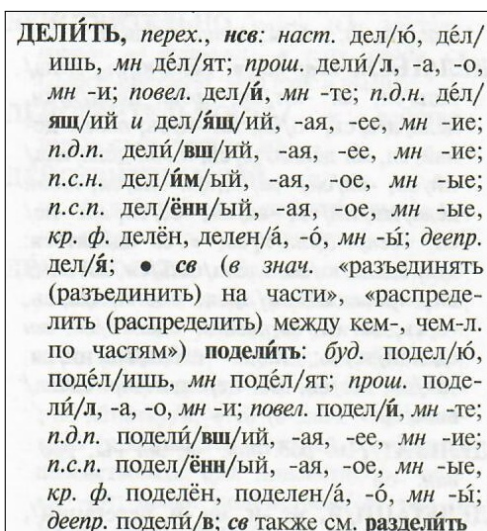 ДЕЛИ́ТЬ, перех., нсв: наст. дел/ю́, де́л/
ишь, мн де́л/ят; прош. дели́/л, -а, -о,
мн -и; повел. дел/и́, мн -те; п.д.н. де́л/
ящ/ий и дел/я́щ/ий, -ая, -ее, мн -ие;
п.д.п. дели́/вш/ий, -ая, -ее, мн -ие;
п.с.н. дел/и́м/ый, -ая, -ое, мн -ые;
п.с.п. дел/ённ/ый, -ая, -ое, мн -ые,
кр. ф. делён, делен/а́, -о́, мн -ы́; деепр.
дел/я́; ● св (в знач. «разъединять
(разъединить) на части», «распреде-
лить (распределить) между кем-, чем-л.
по частям») подели́ть: буд. подел/ю́,
поде́л/ишь, мн поде́л/ят; прош. поде-
ли́/л, -а, -о, мн -и; повел. подел/и́, мн -те;
п.д.п. подели́/вш/ий, -ая, -ее, мн -ие;
п.с.п. подел/ённ/ый, -ая, -ое, мн -ые,
кр. ф. поделён, поделен/а́, -о́, мн -ы́;
деепр. подели́/в; св также см. раздели́ть